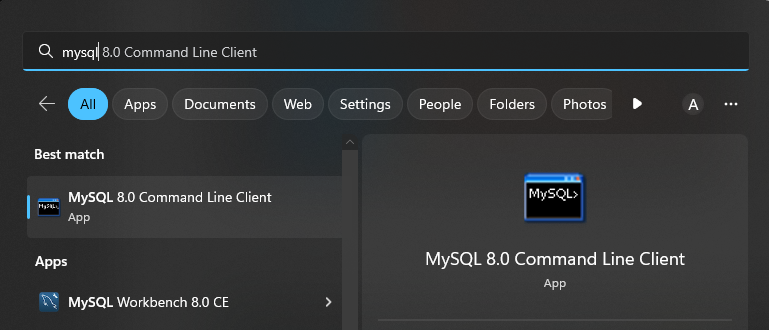 mysql 8.0 Command Line Client
All Apps Documents Web Settings People Folders Photos A
Best match
MySQL 8.0 Command Line Client
App
Apps
MySQL Workbench 8.0 CE
MySQL>
MySQL 8.0 Command Line Client
App